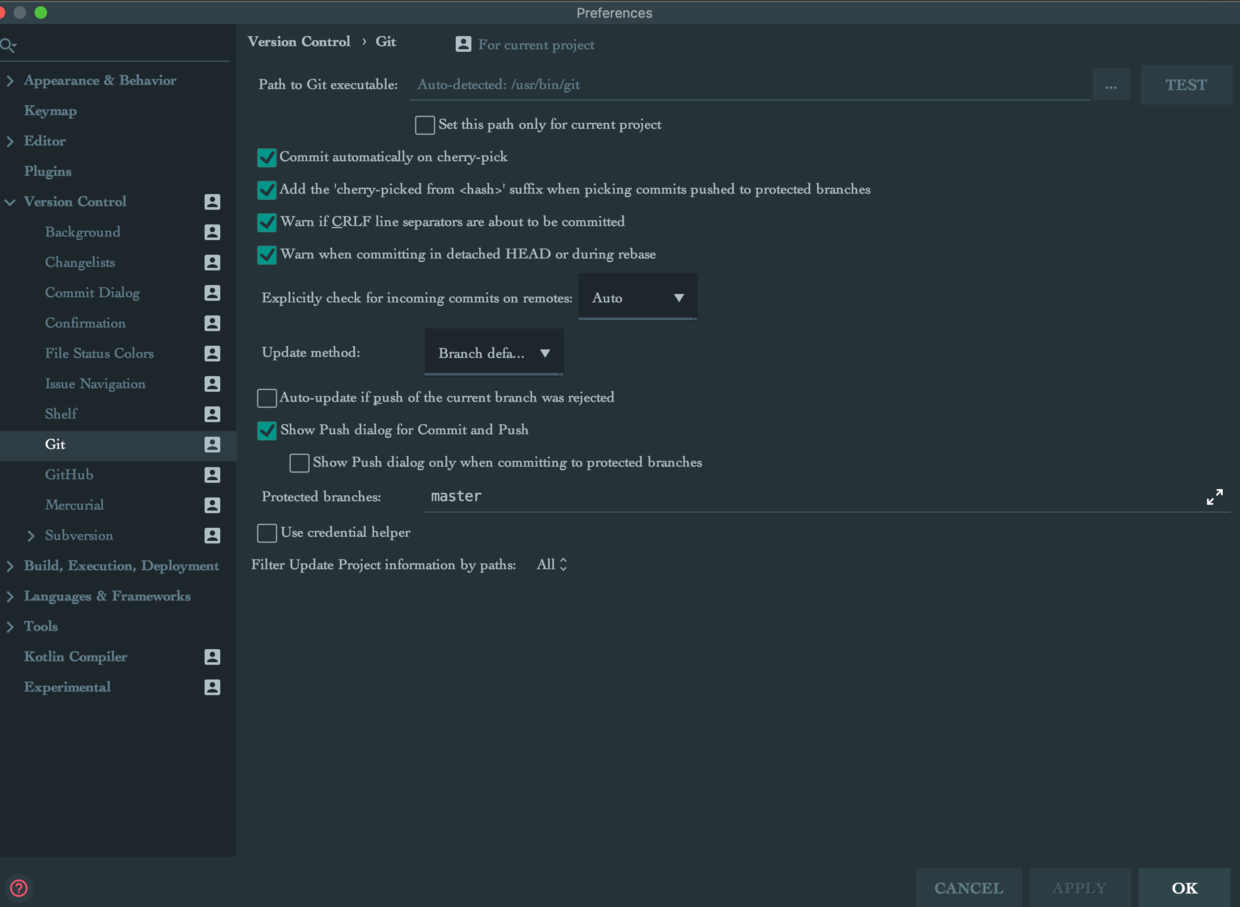 Preferences
Version Control › Git
For current project
Appearance & Behavior
Keymap
Editor
Plugins
Version Control
Background
Changelists
Commit Dialog
Confirmation
File Status Colors
Issue Navigation
Shelf
Git
GitHub
Mercurial
Subversion
Build, Execution, Deployment
Languages & Frameworks
Tools
Kotlin Compiler
Experimental
Path to Git executable: Auto-detected: /usr/bin/git ... TEST
Set this path only for current project
Commit automatically on cherry-pick
Add the 'cherry-picked from <hash>' suffix when picking commits pushed to protected branches
Warn if CRLF line separators are about to be committed
Warn when committing in detached HEAD or during rebase
Explicitly check for incoming commits on remotes: Auto
Update method: Branch defa...
Auto-update if push of the current branch was rejected
Show Push dialog for Commit and Push
Show Push dialog only when committing to protected branches
Protected branches: master
Use credential helper
Filter Update Project information by paths: All
?
CANCEL APPLY OK